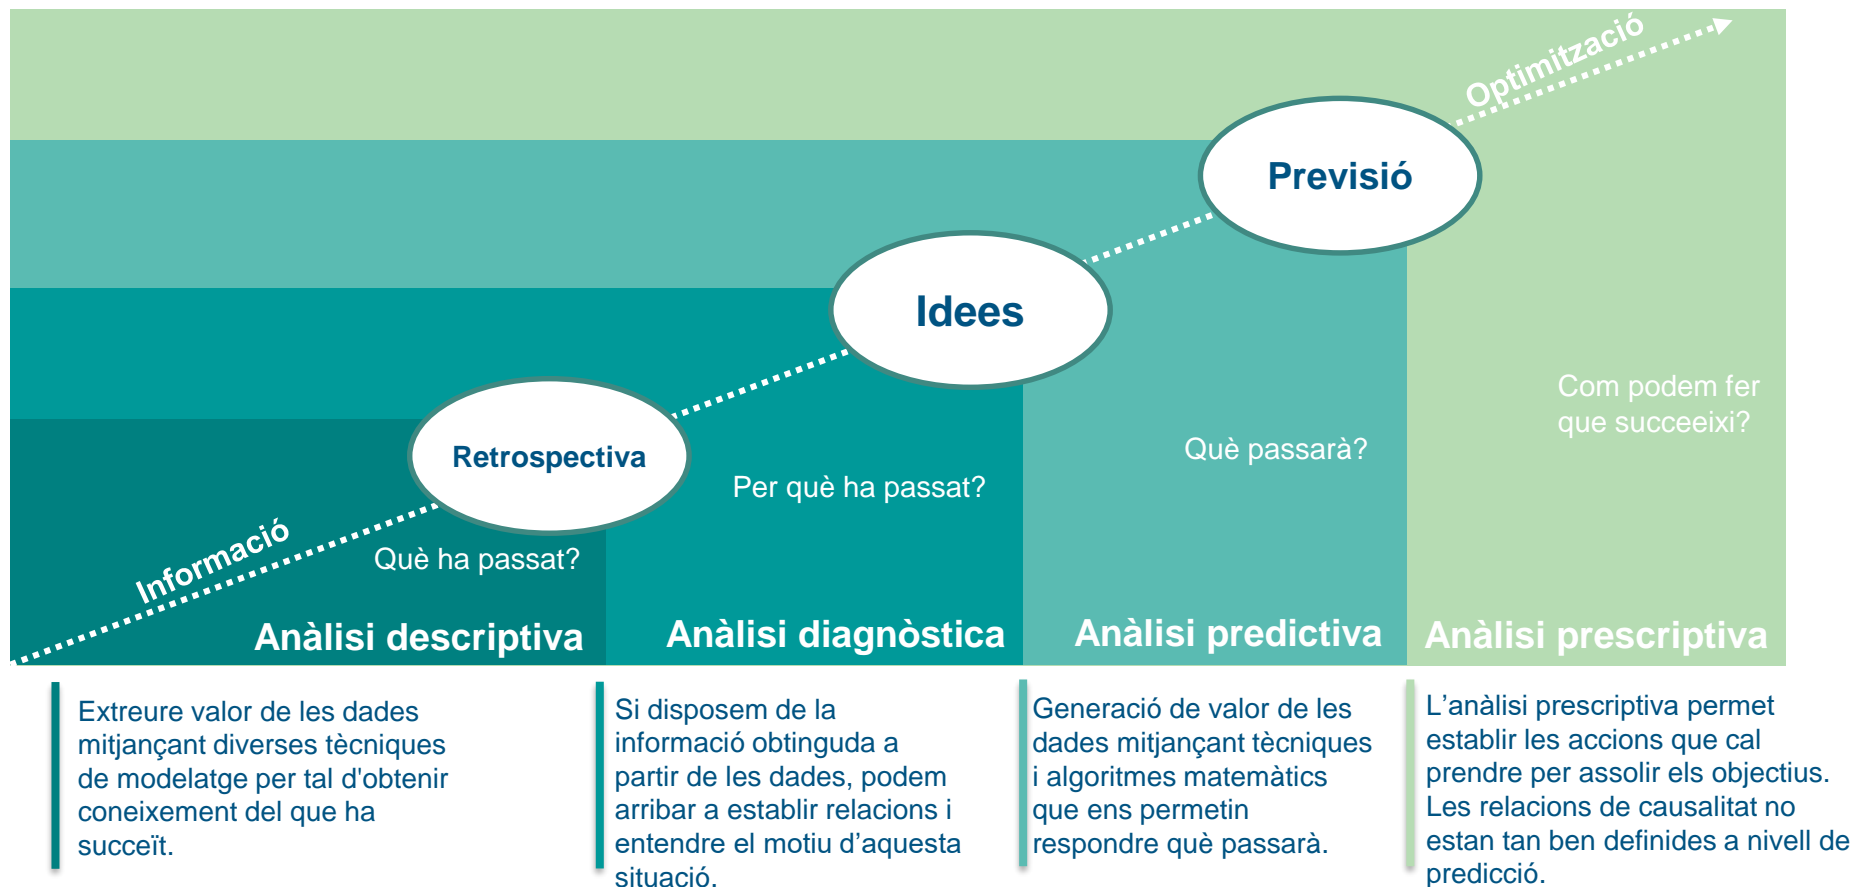 Optimització
Previsió
Idees
Retrospectiva
Informació
Què ha passat?
Per què ha passat?
Què passarà?
Com podem fer
que succeeixi?
Anàlisi descriptiva
Anàlisi diagnòstica
Anàlisi predictiva
Anàlisi prescriptiva
Extreure valor de les dades
mitjançant diverses tècniques
de modelatge per tal d'obtenir
coneixement del que ha
succeït.
Si disposem de la
informació obtinguda a
partir de les dades, podem
arribar a establir relacions i
entendre el motiu d’aquesta
situació.
Generació de valor de les
dades mitjançant tècniques
i algoritmes matemàtics
que ens permetin
respondre què passarà.
L’anàlisi prescriptiva permet
establir les accions que cal
prendre per assolir els objectius.
Les relacions de causalitat no
estan tan ben definides a nivell de
predicció.